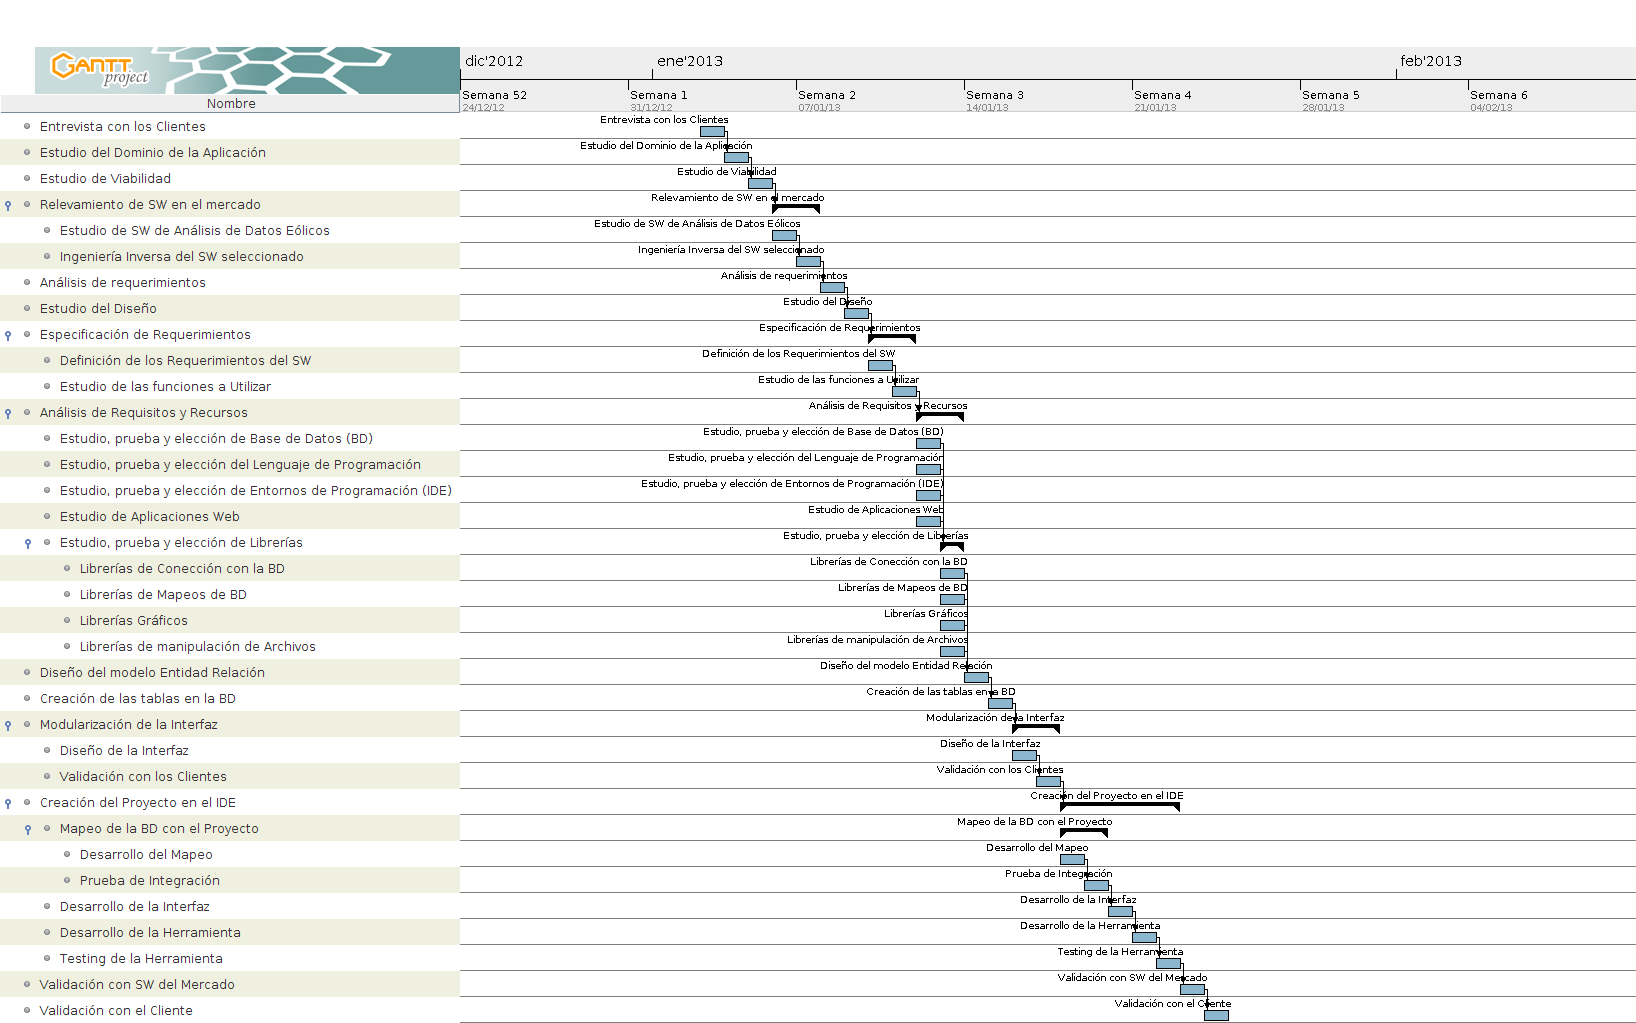 GANTT project
dic'2012
ene'2013
feb'2013
Semana 52
Semana 1
Semana 2
Semana 3
Semana 4
Semana 5
Semana 6
24/12/12
31/12/12
07/01/13
14/01/13
21/01/13
28/01/13
04/02/13
Nombre
Entrevista con los Clientes
Estudio del Dominio de la Aplicación
Estudio de Viabilidad
Relevamiento de SW en el mercado
Estudio de SW de Análisis de Datos Eólicos
Ingeniería Inversa del SW seleccionado
Análisis de requerimientos
Estudio del Diseño
Especificación de Requerimientos
Definición de los Requerimientos del SW
Estudio de las funciones a Utilizar
Análisis de Requisitos y Recursos
Estudio, prueba y elección de Base de Datos (BD)
Estudio, prueba y elección del Lenguaje de Programación
Estudio, prueba y elección de Entornos de Programación (IDE)
Estudio de Aplicaciones Web
Estudio, prueba y elección de Librerías
Librerías de Conección con la BD
Librerías de Mapeos de BD
Librerías Gráficos
Librerías de manipulación de Archivos
Diseño del modelo Entidad Relación
Creación de las tablas en la BD
Modularización de la Interfaz
Diseño de la Interfaz
Validación con los Clientes
Creación del Proyecto en el IDE
Mapeo de la BD con el Proyecto
Desarrollo del Mapeo
Prueba de Integración
Desarrollo de la Interfaz
Desarrollo de la Herramienta
Testing de la Herramienta
Validación con SW del Mercado
Validación con el Cliente
Entrevista con los Clientes
Estudio del Dominio de la Aplicación
Estudio de Viabilidad
Relevamiento de SW en el mercado
Estudio de SW de Análisis de Datos Eólicos
Ingeniería Inversa del SW seleccionado
Análisis de requerimientos
Estudio del Diseño
Especificación de Requerimientos
Definición de los Requerimientos del SW
Estudio de las funciones a Utilizar
Análisis de Requisitos y Recursos
Estudio, prueba y elección de Base de Datos (BD)
Estudio, prueba y elección del Lenguaje de Programación
Estudio, prueba y elección de Entornos de Programación (IDE)
Estudio de Aplicaciones Web
Estudio, prueba y elección de Librerías
Librerías de Conección con la BD
Librerías de Mapeos de BD
Librerías Gráficos
Librerías de manipulación de Archivos
Diseño del modelo Entidad Relación
Creación de las tablas en la BD
Modularización de la Interfaz
Diseño de la Interfaz
Validación con los Clientes
Creación del Proyecto en el IDE
Mapeo de la BD con el Proyecto
Desarrollo del Mapeo
Prueba de Integración
Desarrollo de la Interfaz
Desarrollo de la Herramienta
Testing de la Herramienta
Validación con SW del Mercado
Validación con el Cliente